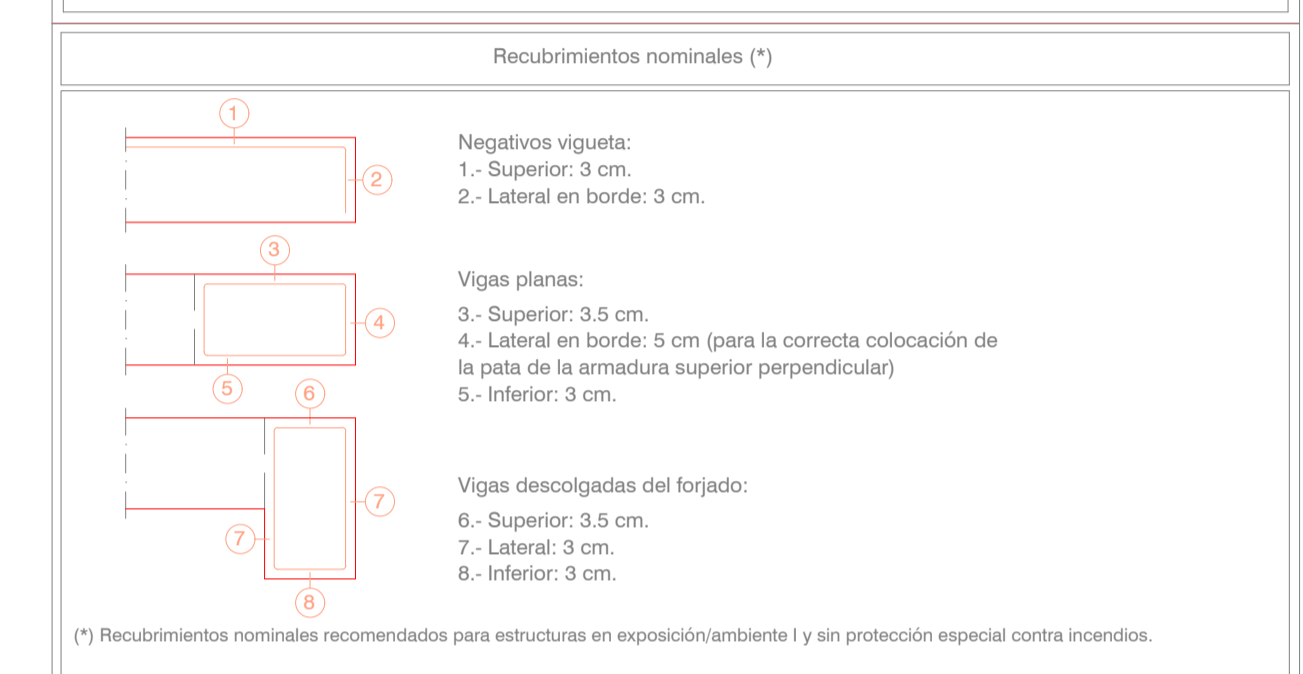 Recubrimientos nominales (*)
1
2
Negativos vigueta:
1.- Superior: 3 cm.
2.- Lateral en borde: 3 cm.
3
4
5
Vigas planas:
3.- Superior: 3.5 cm.
4.- Lateral en borde: 5 cm (para la correcta colocación de
la pata de la armadura superior perpendicular)
5.- Inferior: 3 cm.
6
7
7
8
Vigas descolgadas del forjado:
6.- Superior: 3.5 cm.
7.- Lateral: 3 cm.
8.- Inferior: 3 cm.
(*) Recubrimientos nominales recomendados para estructuras en exposición/ambiente I y sin protección especial contra incendios.